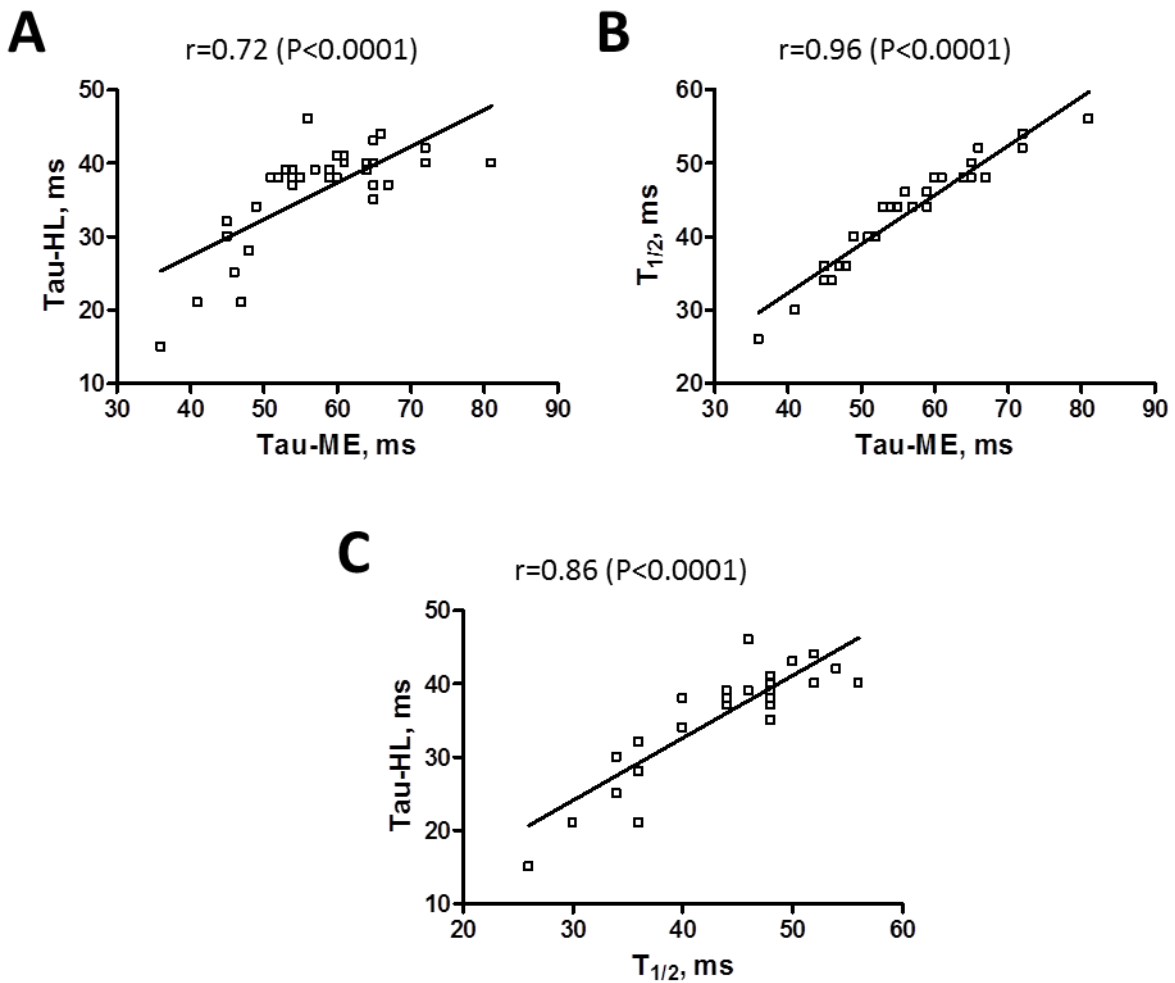 A
r=0.72 (P<0.0001)
50
40
30
20
10
Tau-HL, ms
30 40 50 60 70 80 90
Tau-ME, ms
B
r=0.96 (P<0.0001)
60
50
40
30
20
T1/2, ms
30 40 50 60 70 80 90
Tau-ME, ms
C
r=0.86 (P<0.0001)
50
40
30
20
10
Tau-HL, ms
20 30 40 50 60
T1/2, ms